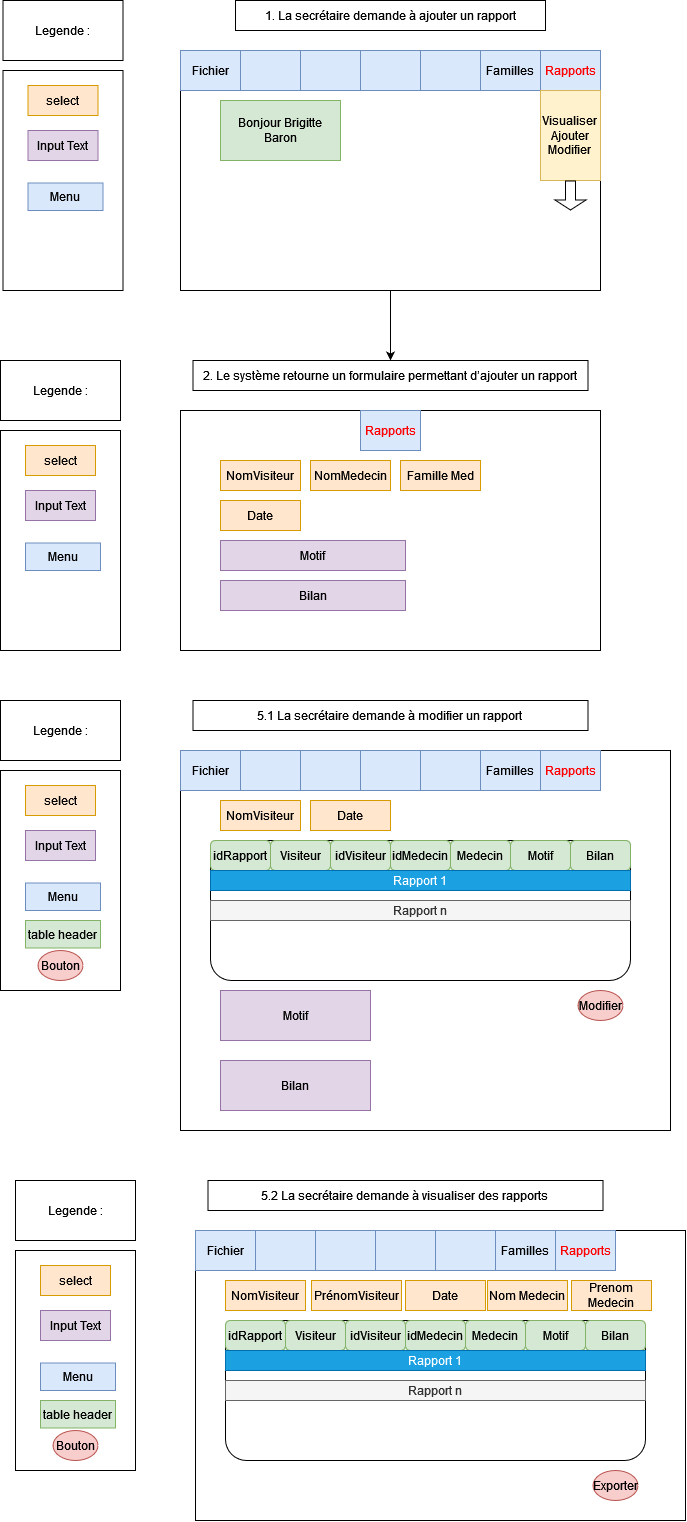 Legende :
1. La secrétaire demande à ajouter un rapport
Fichier
Familles
Rapports
select
Input Text
Menu
Bonjour Brigitte
Baron
Visualiser
Ajouter
Modifier
Legende :
2. Le système retourne un formulaire permettant d'ajouter un rapport
select
Input Text
Menu
Rapports
NomVisiteur
NomMedecin
Famille Med
Date
Motif
Bilan
Legende :
5.1 La secrétaire demande à modifier un rapport
select
Input Text
Menu
table header
Bouton
Fichier
Familles
Rapports
NomVisiteur
Date
idRapport
Visiteur
idVisiteur
idMedecin
Medecin
Motif
Bilan
Rapport 1
Rapport n
Motif
Modifier
Bilan
Legende :
5.2 La secrétaire demande à visualiser des rapports
select
Input Text
Menu
table header
Bouton
Fichier
Familles
Rapports
NomVisiteur
PrénomVisiteur
Date
Nom Medecin
Prenom
Medecin
idRapport
Visiteur
idVisiteur
idMedecin
Medecin
Motif
Bilan
Rapport 1
Rapport n
Exporter